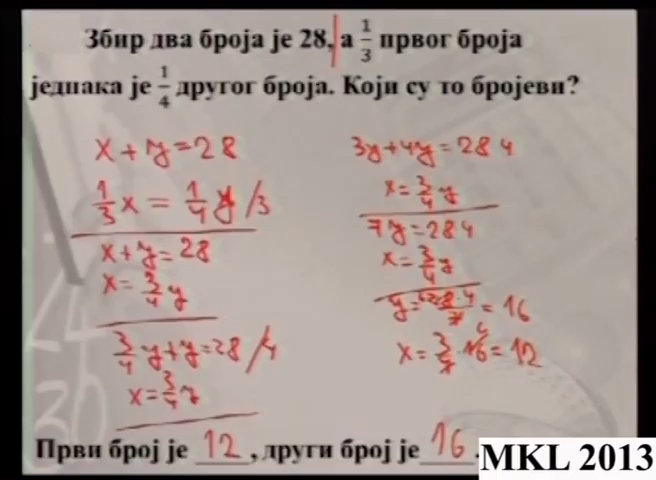 Збир два броја је 28, а 1/3 првог броја
једнака је 1/4 другог броја. Који су то бројеви?
x + y = 28
1/3 x = 1/4 y /3
x + y = 28
x = 3/4 y
3/4 y + y = 28 /4
x = 3/4 y
3y + 4y = 28 4
x = 3/4 y
7y = 28 4
x = 3/4 y
y = 28·4/7 = 16
x = 3/4 · 16 4 = 12
Први број је 12, други број је 16.
MKL 2013